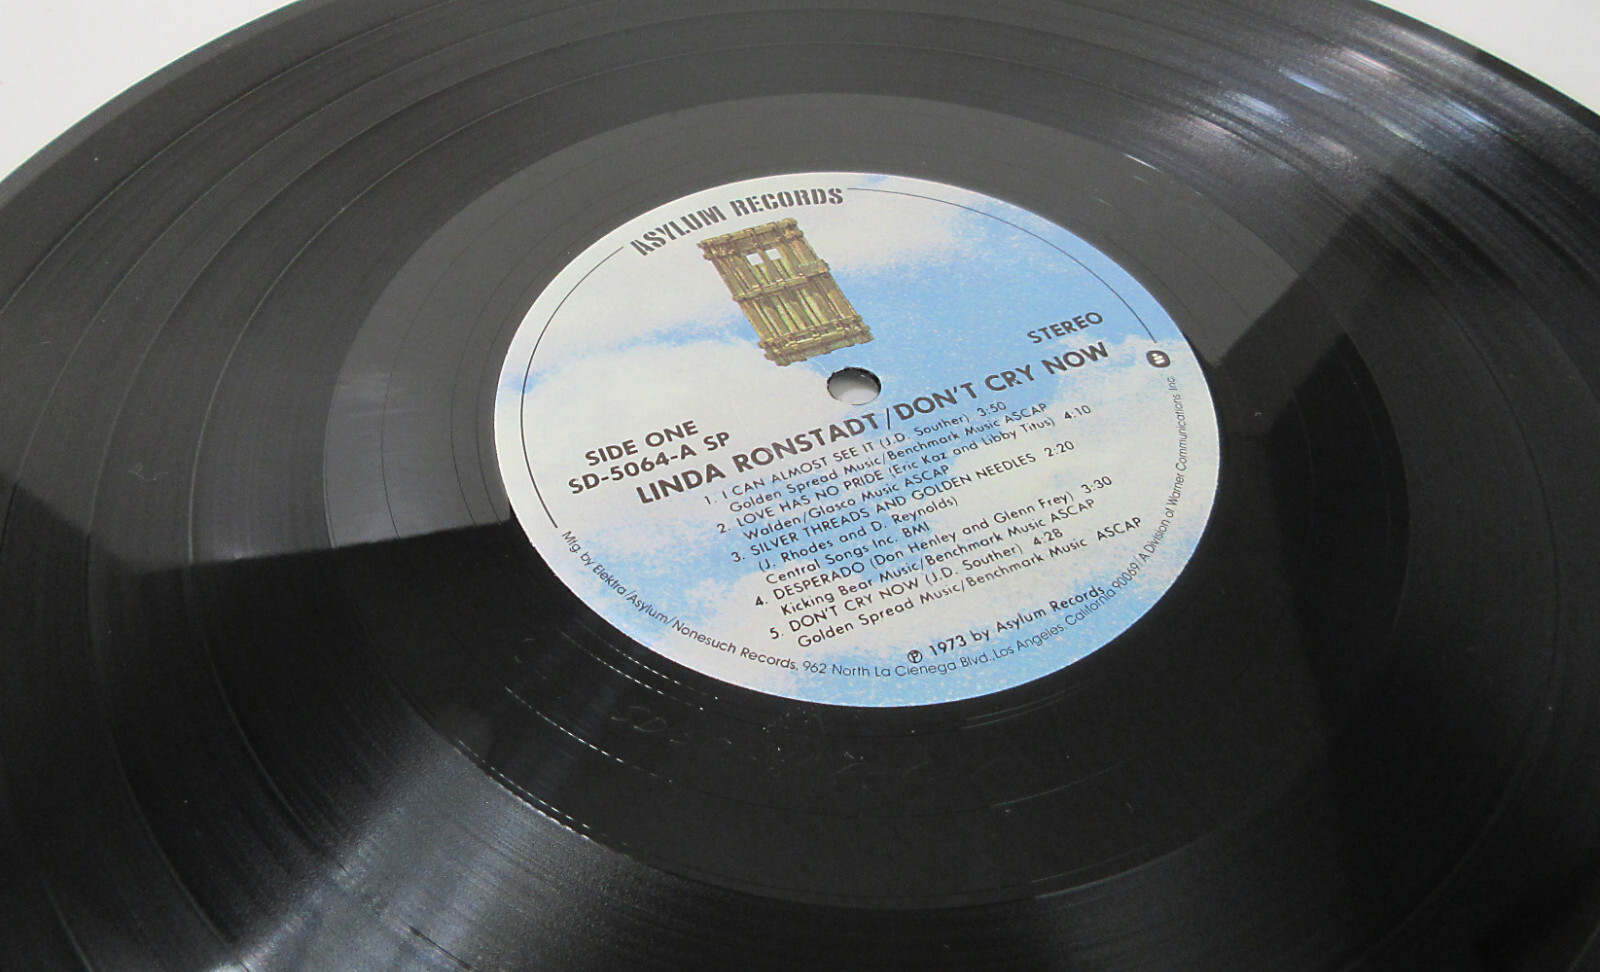 ASYLUM RECORDS
STEREO
SIDE ONE
SD-5064-A SP
LINDA RONSTADT/DON'T CRY NOW
1. I CAN ALMOST SEE IT (J.D. Souther) 3:50
Golden Spread Music/Benchmark Music ASCAP
2. LOVE HAS NO PRIDE (Eric Kaz and Libby Titus) 4:10
Walden/Glasco Music ASCAP
3. SILVER THREADS AND GOLDEN NEEDLES 2:20
(J. Rhodes and D. Reynolds)
Central Songs Inc. BMI
4. DESPERADO (Don Henley and Glenn Frey) 3:30
Kicking Bear Music/Benchmark Music ASCAP
5. DON'T CRY NOW (J.D. Souther) 4:28
Golden Spread Music/Benchmark Music ASCAP
℗ 1973 by Asylum Records
Mfg. by Elektra/Asylum/Nonesuch Records, 962 North La Cienega Blvd., Los Angeles, California 90069/A Division of Warner Communications Inc.